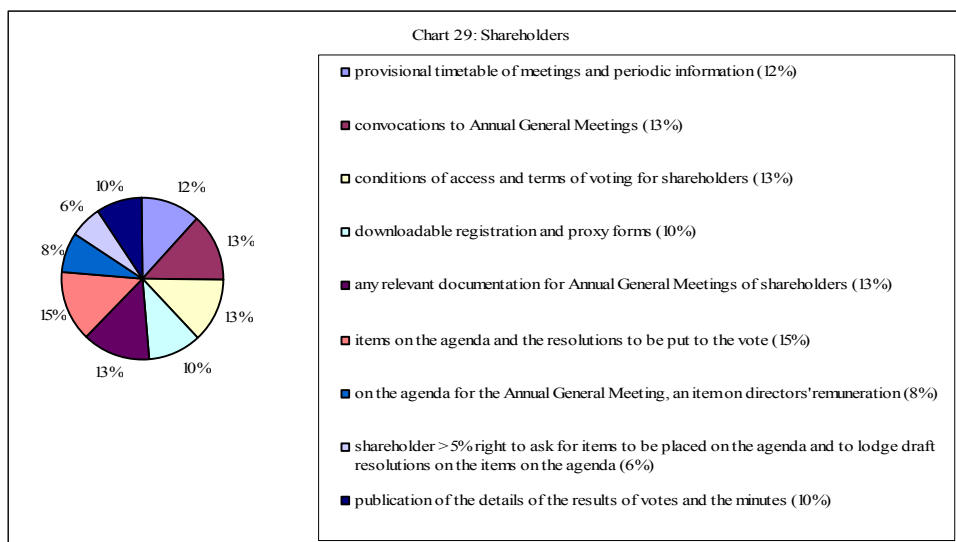 Chart 29: Shareholders
provisional timetable of meetings and periodic information (12%)
convocations to Annual General Meetings (13%)
conditions of access and terms of voting for shareholders (13%)
downloadable registration and proxy forms (10%)
any relevant documentation for Annual General Meetings of shareholders (13%)
items on the agenda and the resolutions to be put to the vote (15%)
on the agenda for the Annual General Meeting, an item on directors' remuneration (8%)
shareholder >5% right to ask for items to be placed on the agenda and to lodge draft
resolutions on the items on the agenda (6%)
publication of the details of the results of votes and the minutes (10%)
12%
13%
13%
10%
13%
15%
8%
6%
10%